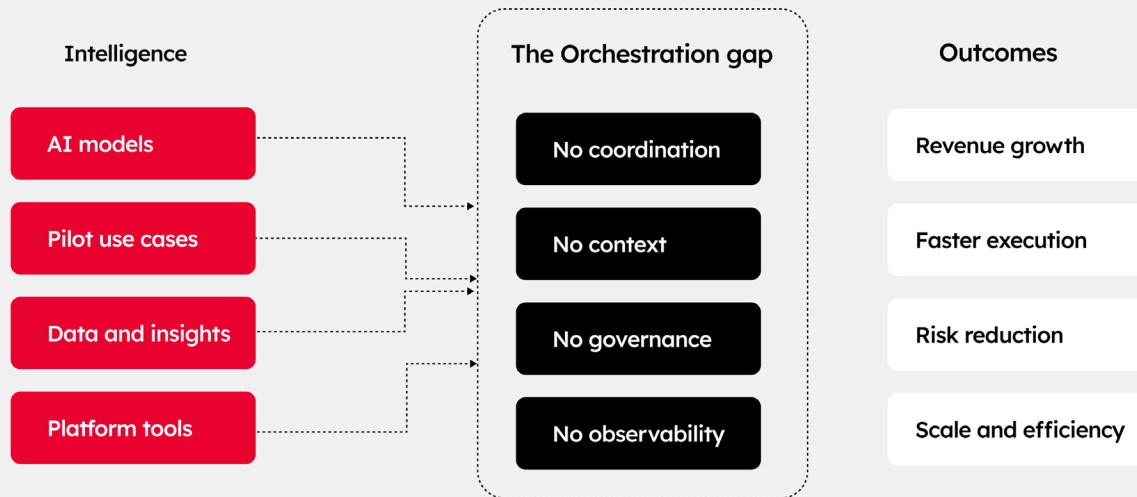 Intelligence
The Orchestration gap
Outcomes
AI models
No coordination
Revenue growth
Pilot use cases
No context
Faster execution
Data and insights
No governance
Risk reduction
Platform tools
No observability
Scale and efficiency